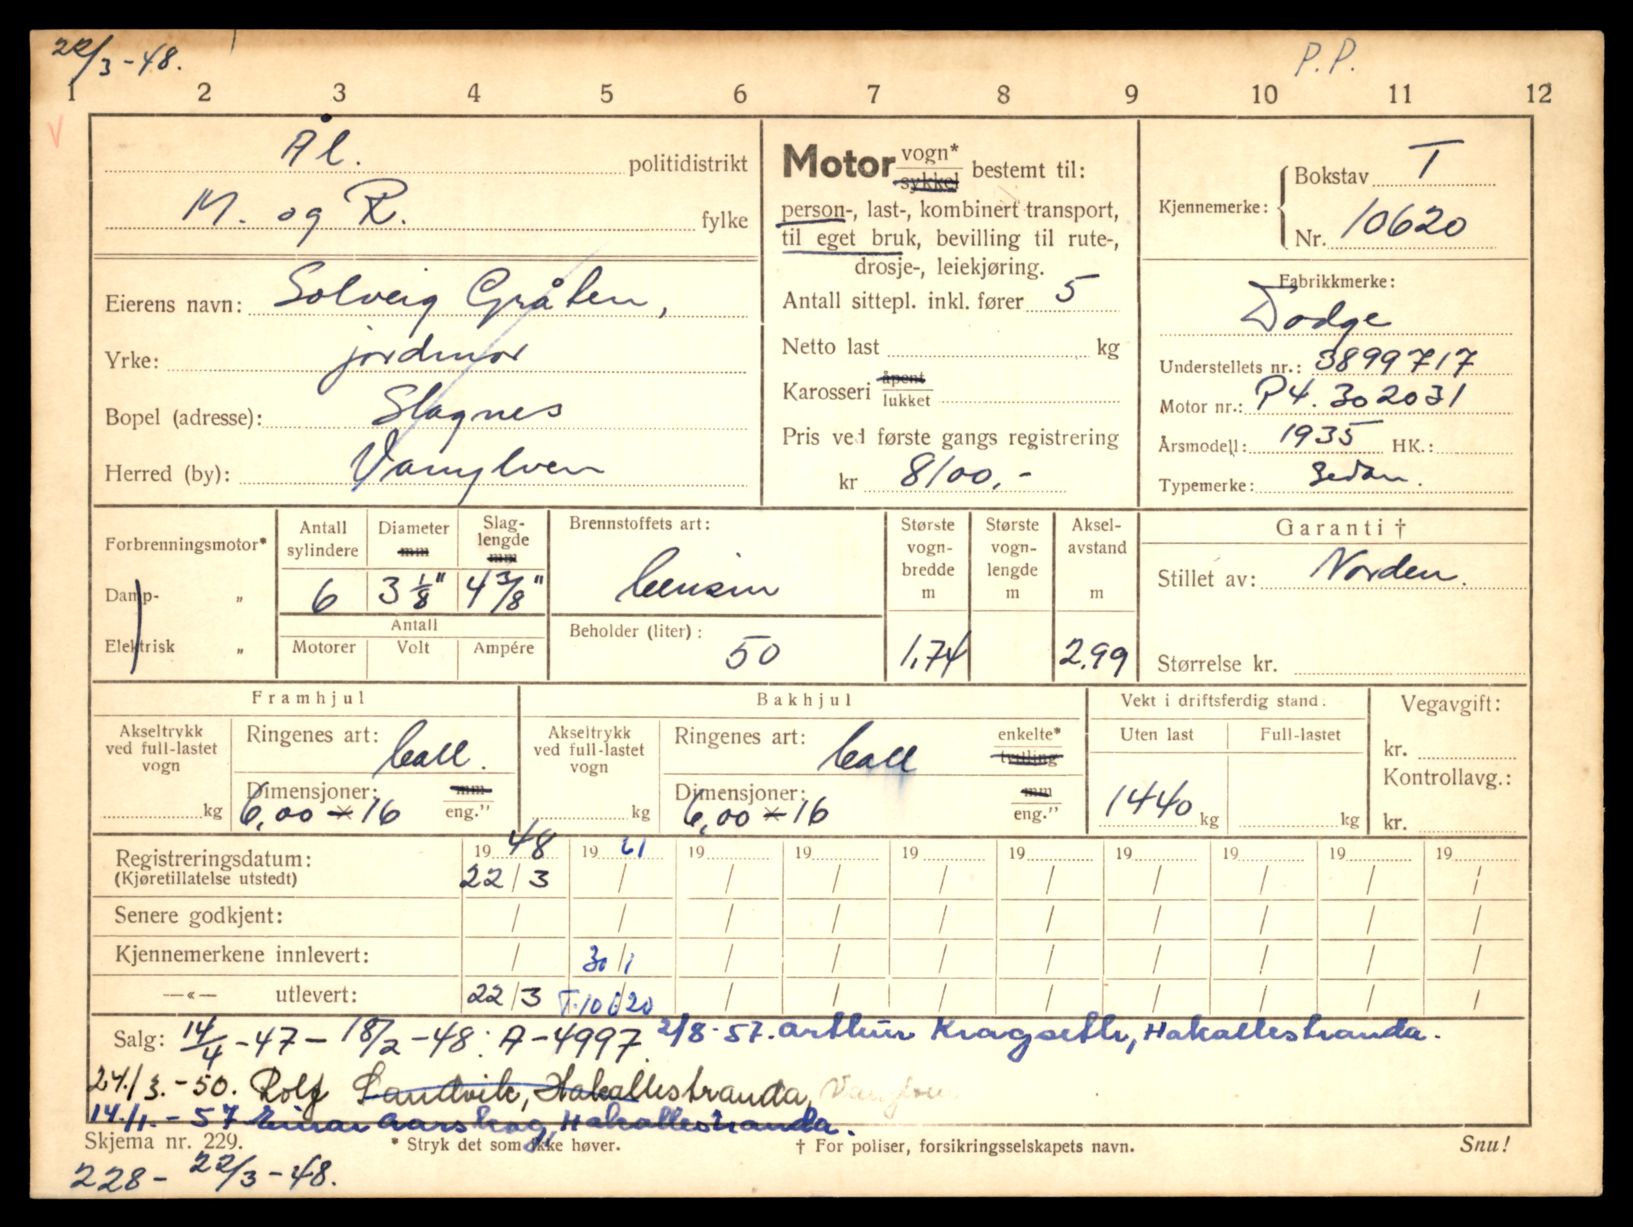 22/3-48.
P.P.
1 2 3 4 5 6 7 8 9 10 11 12
V
Ål. politidistrikt
M. og R. fylke
Eierens navn: Solveig Gråten,
Yrke: jordmor
Bopel (adresse): Slagnes
Herred (by): Vanylven
Motor vogn* sykkel bestemt til:
person-, last-, kombinert transport,
til eget bruk, bevilling til rute-,
drosje-, leiekjøring.
Antall sittepl. inkl. fører 5
Netto last kg
Karosseri åpent lukket
Pris ved første gangs registrering
kr 8100,-
Kjennemerke: Bokstav T
Nr. 10620
Fabrikkmerke:
Dodge
Understellets nr.: 3899717
Motor nr.: P4.302031
Årsmodell: 1935 HK.:
Typemerke: Sedan.
Forbrenningsmotor*
Damp- „
Elektrisk „
Antall sylindere 6
Diameter mm 3 1/8"
Slaglengde mm 4 3/8"
Antall
Motorer Volt Ampére
Brennstoffets art:
bensin
Beholder (liter):
50
Største vogn-bredde m 1,74
Største vogn-lengde m
Aksel-avstand m 2,99
Garanti †
Stillet av: Norden.
Størrelse kr.
Framhjul
Akseltrykk ved full-lastet vogn kg
Ringenes art: ball.
Dimensjoner: mm eng."
6,00 x 16
Bakhjul
Akseltrykk ved full-lastet vogn kg
Ringenes art: ball enkelte* tvilling
Dimensjoner: mm eng."
6,00 x 16
Vekt i driftsferdig stand.
Uten last Full-lastet
1440 kg kg
Vegavgift:
kr.
Kontrollavg.:
kr.
19 48 19 61 19 19 19 19 19 19 19 19
Registreringsdatum: 22/3 / / / / / / / / /
(Kjøretillatelse utstedt)
Senere godkjent: / / / / / / / / / /
Kjennemerkene innlevert: / 30/1 / / / / / / / /
—«— utlevert: 22/3 T-10620 / / / / / / / /
Salg: 14/4-47 - 18/2-48: A-4997. 2/8-57. Arthur Kragseth, Hakallestranda.
24./3.-50. Rolf Sandvik, Hakallestranda, Vanylven
14./1.-57 Einar Aarskog, Hakallestranda.
Skjema nr. 229.
* Stryk det som ikke høver.
† For poliser, forsikringsselskapets navn.
Snu!
228- 22/3-48.